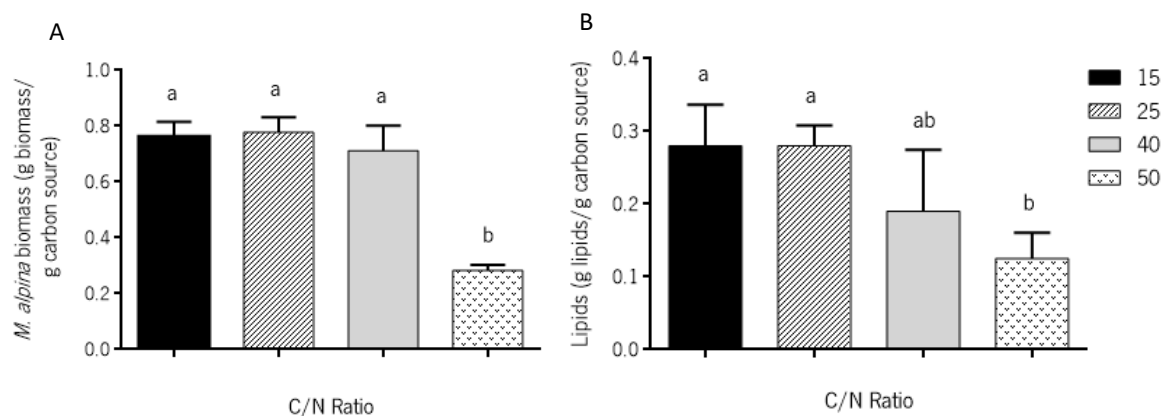 A
M. alpina biomass (g biomass/
g carbon source)
1.0
0.8
0.6
0.4
0.2
0.0
a
a
a
b
C/N Ratio
B
Lipids (g lipids/g carbon source)
0.4
0.3
0.2
0.1
0.0
a
a
ab
b
C/N Ratio
15
25
40
50